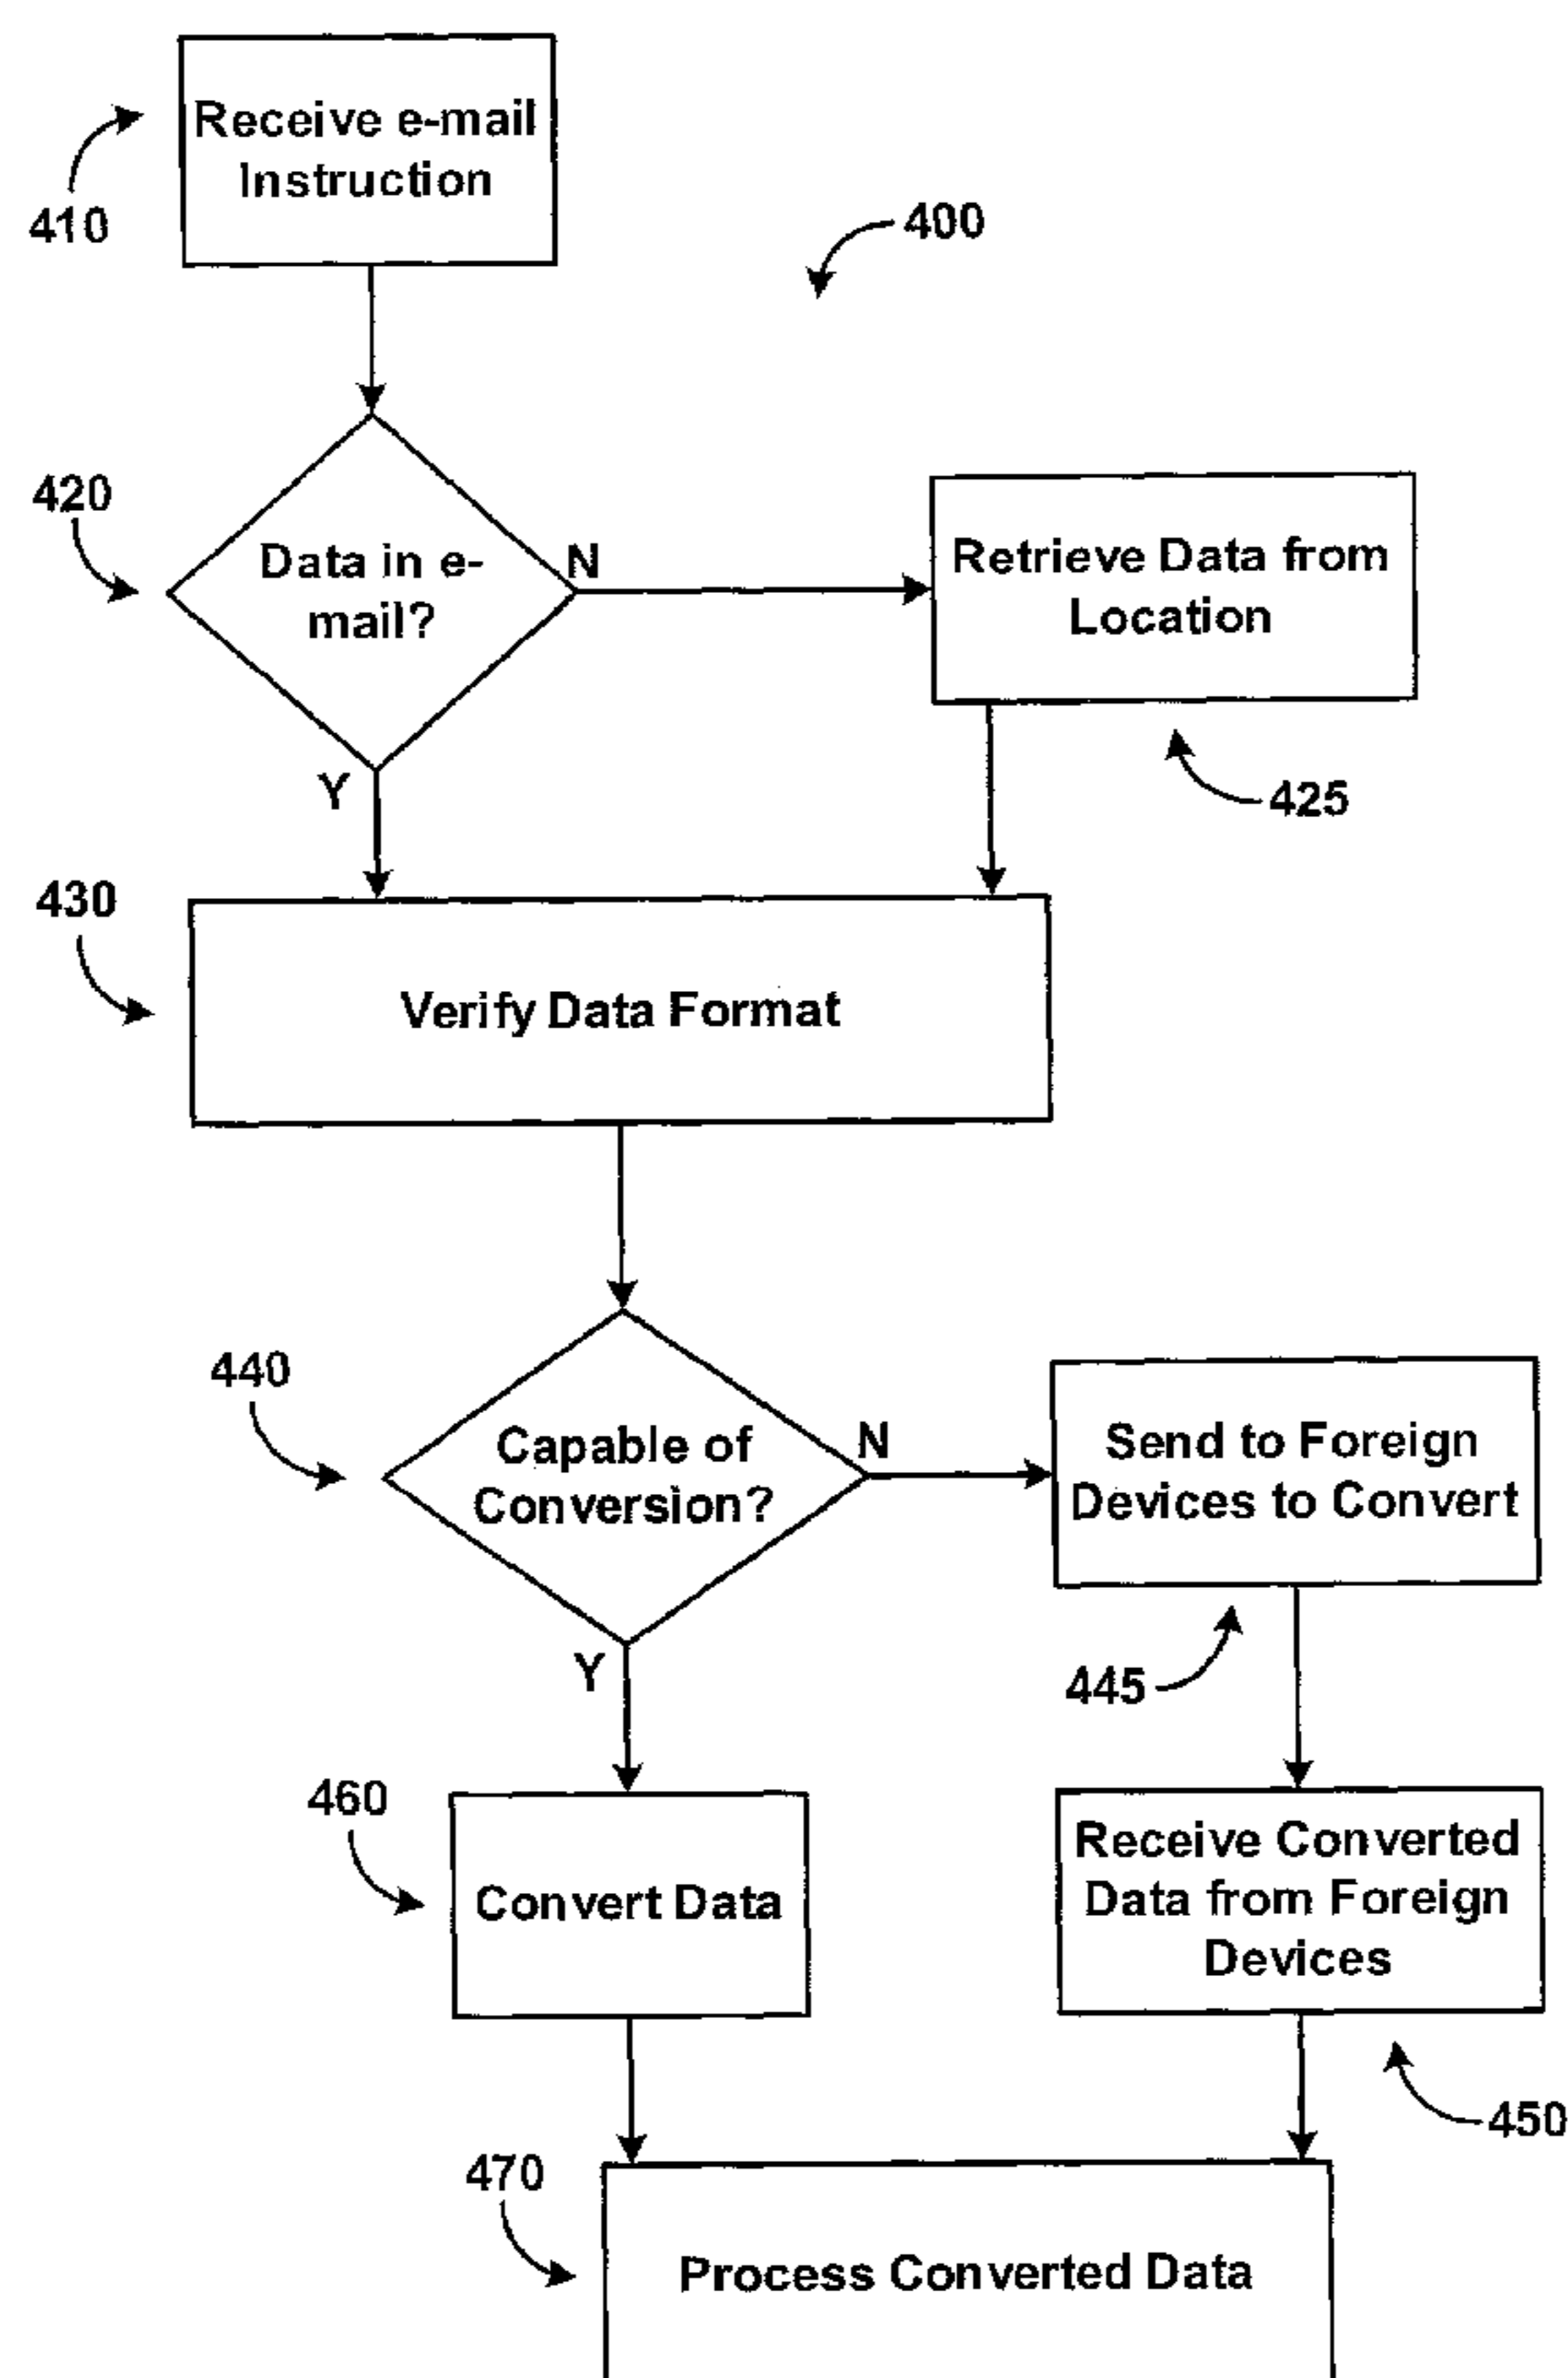 Receive e-mail
Instruction
410
400
420
Data in e-
mail?
N
Retrieve Data from
Location
Y
425
430
Verify Data Format
440
Capable of
Conversion?
N
Send to Foreign
Devices to Convert
Y
445
460
Convert Data
Receive Converted
Data from Foreign
Devices
450
470
Process Converted Data